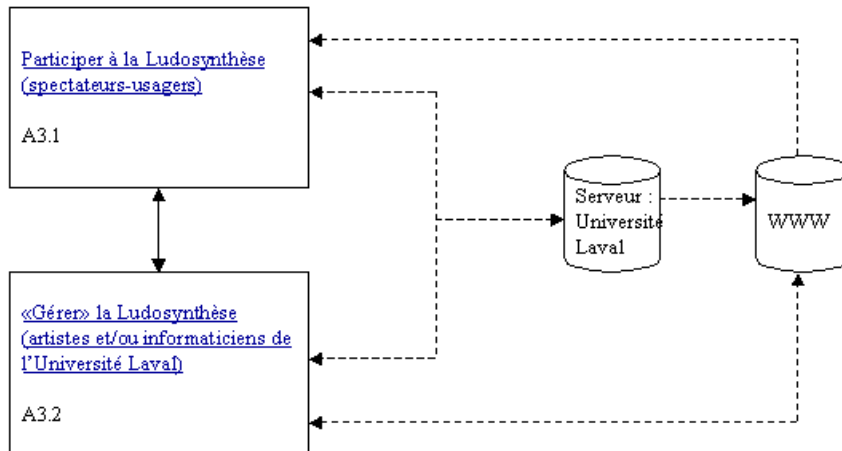 Participer à la Ludosynthèse
(spectateurs-usagers)
A3.1
Serveur :
Université
Laval
WWW
«Gérer» la Ludosynthèse
(artistes et/ou informaticiens de
l'Université Laval)
A3.2